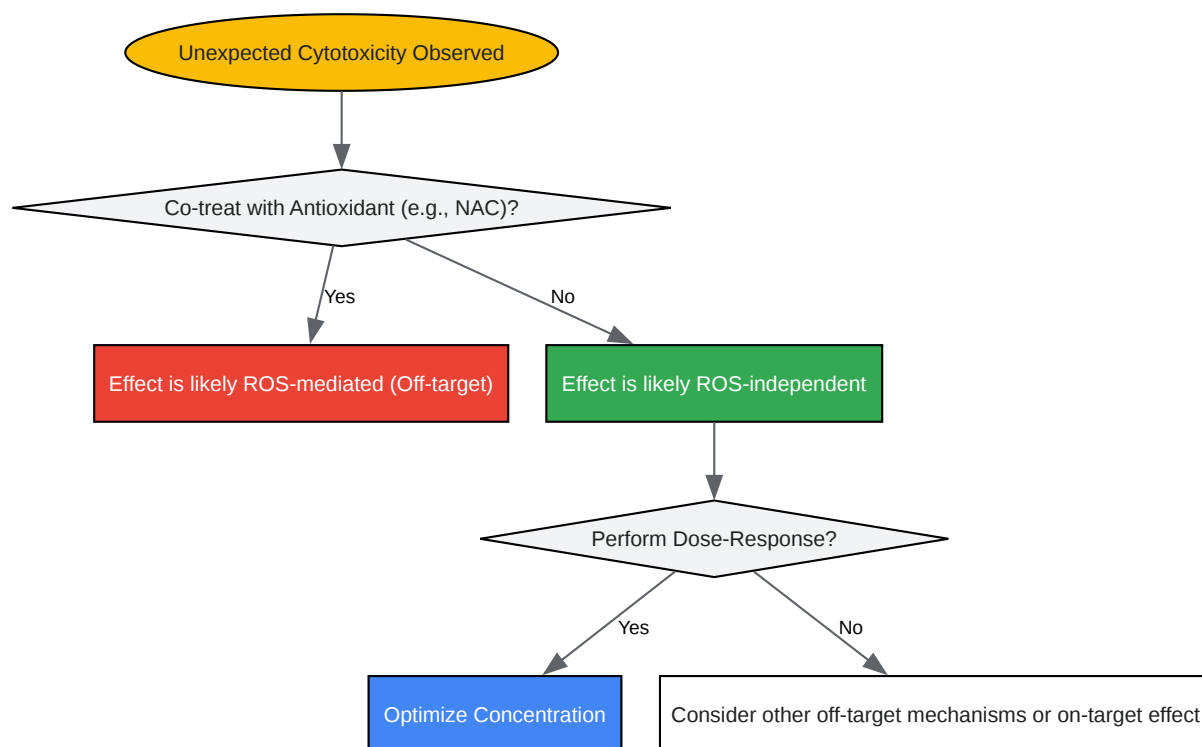 Unexpected Cytotoxicity Observed
Co-treat with Antioxidant (e.g., NAC)?
Yes
No
Effect is likely ROS-mediated (Off-target)
Effect is likely ROS-independent
Perform Dose-Response?
Yes
No
Optimize Concentration
Consider other off-target mechanisms or on-target effect